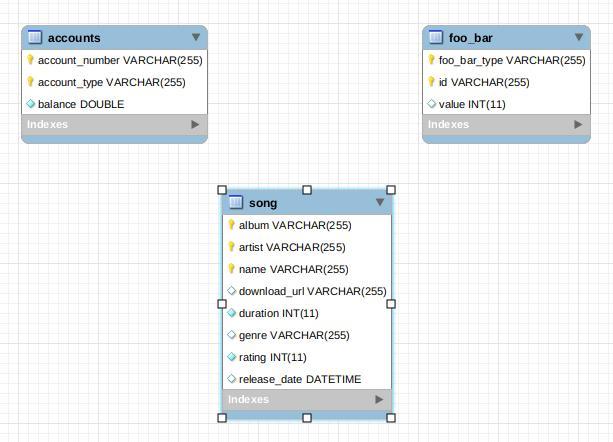 accounts
account_number VARCHAR(255)
account_type VARCHAR(255)
balance DOUBLE
Indexes
foo_bar
foo_bar_type VARCHAR(255)
id VARCHAR(255)
value INT(11)
Indexes
song
album VARCHAR(255)
artist VARCHAR(255)
name VARCHAR(255)
download_url VARCHAR(255)
duration INT(11)
genre VARCHAR(255)
rating INT(11)
release_date DATETIME
Indexes